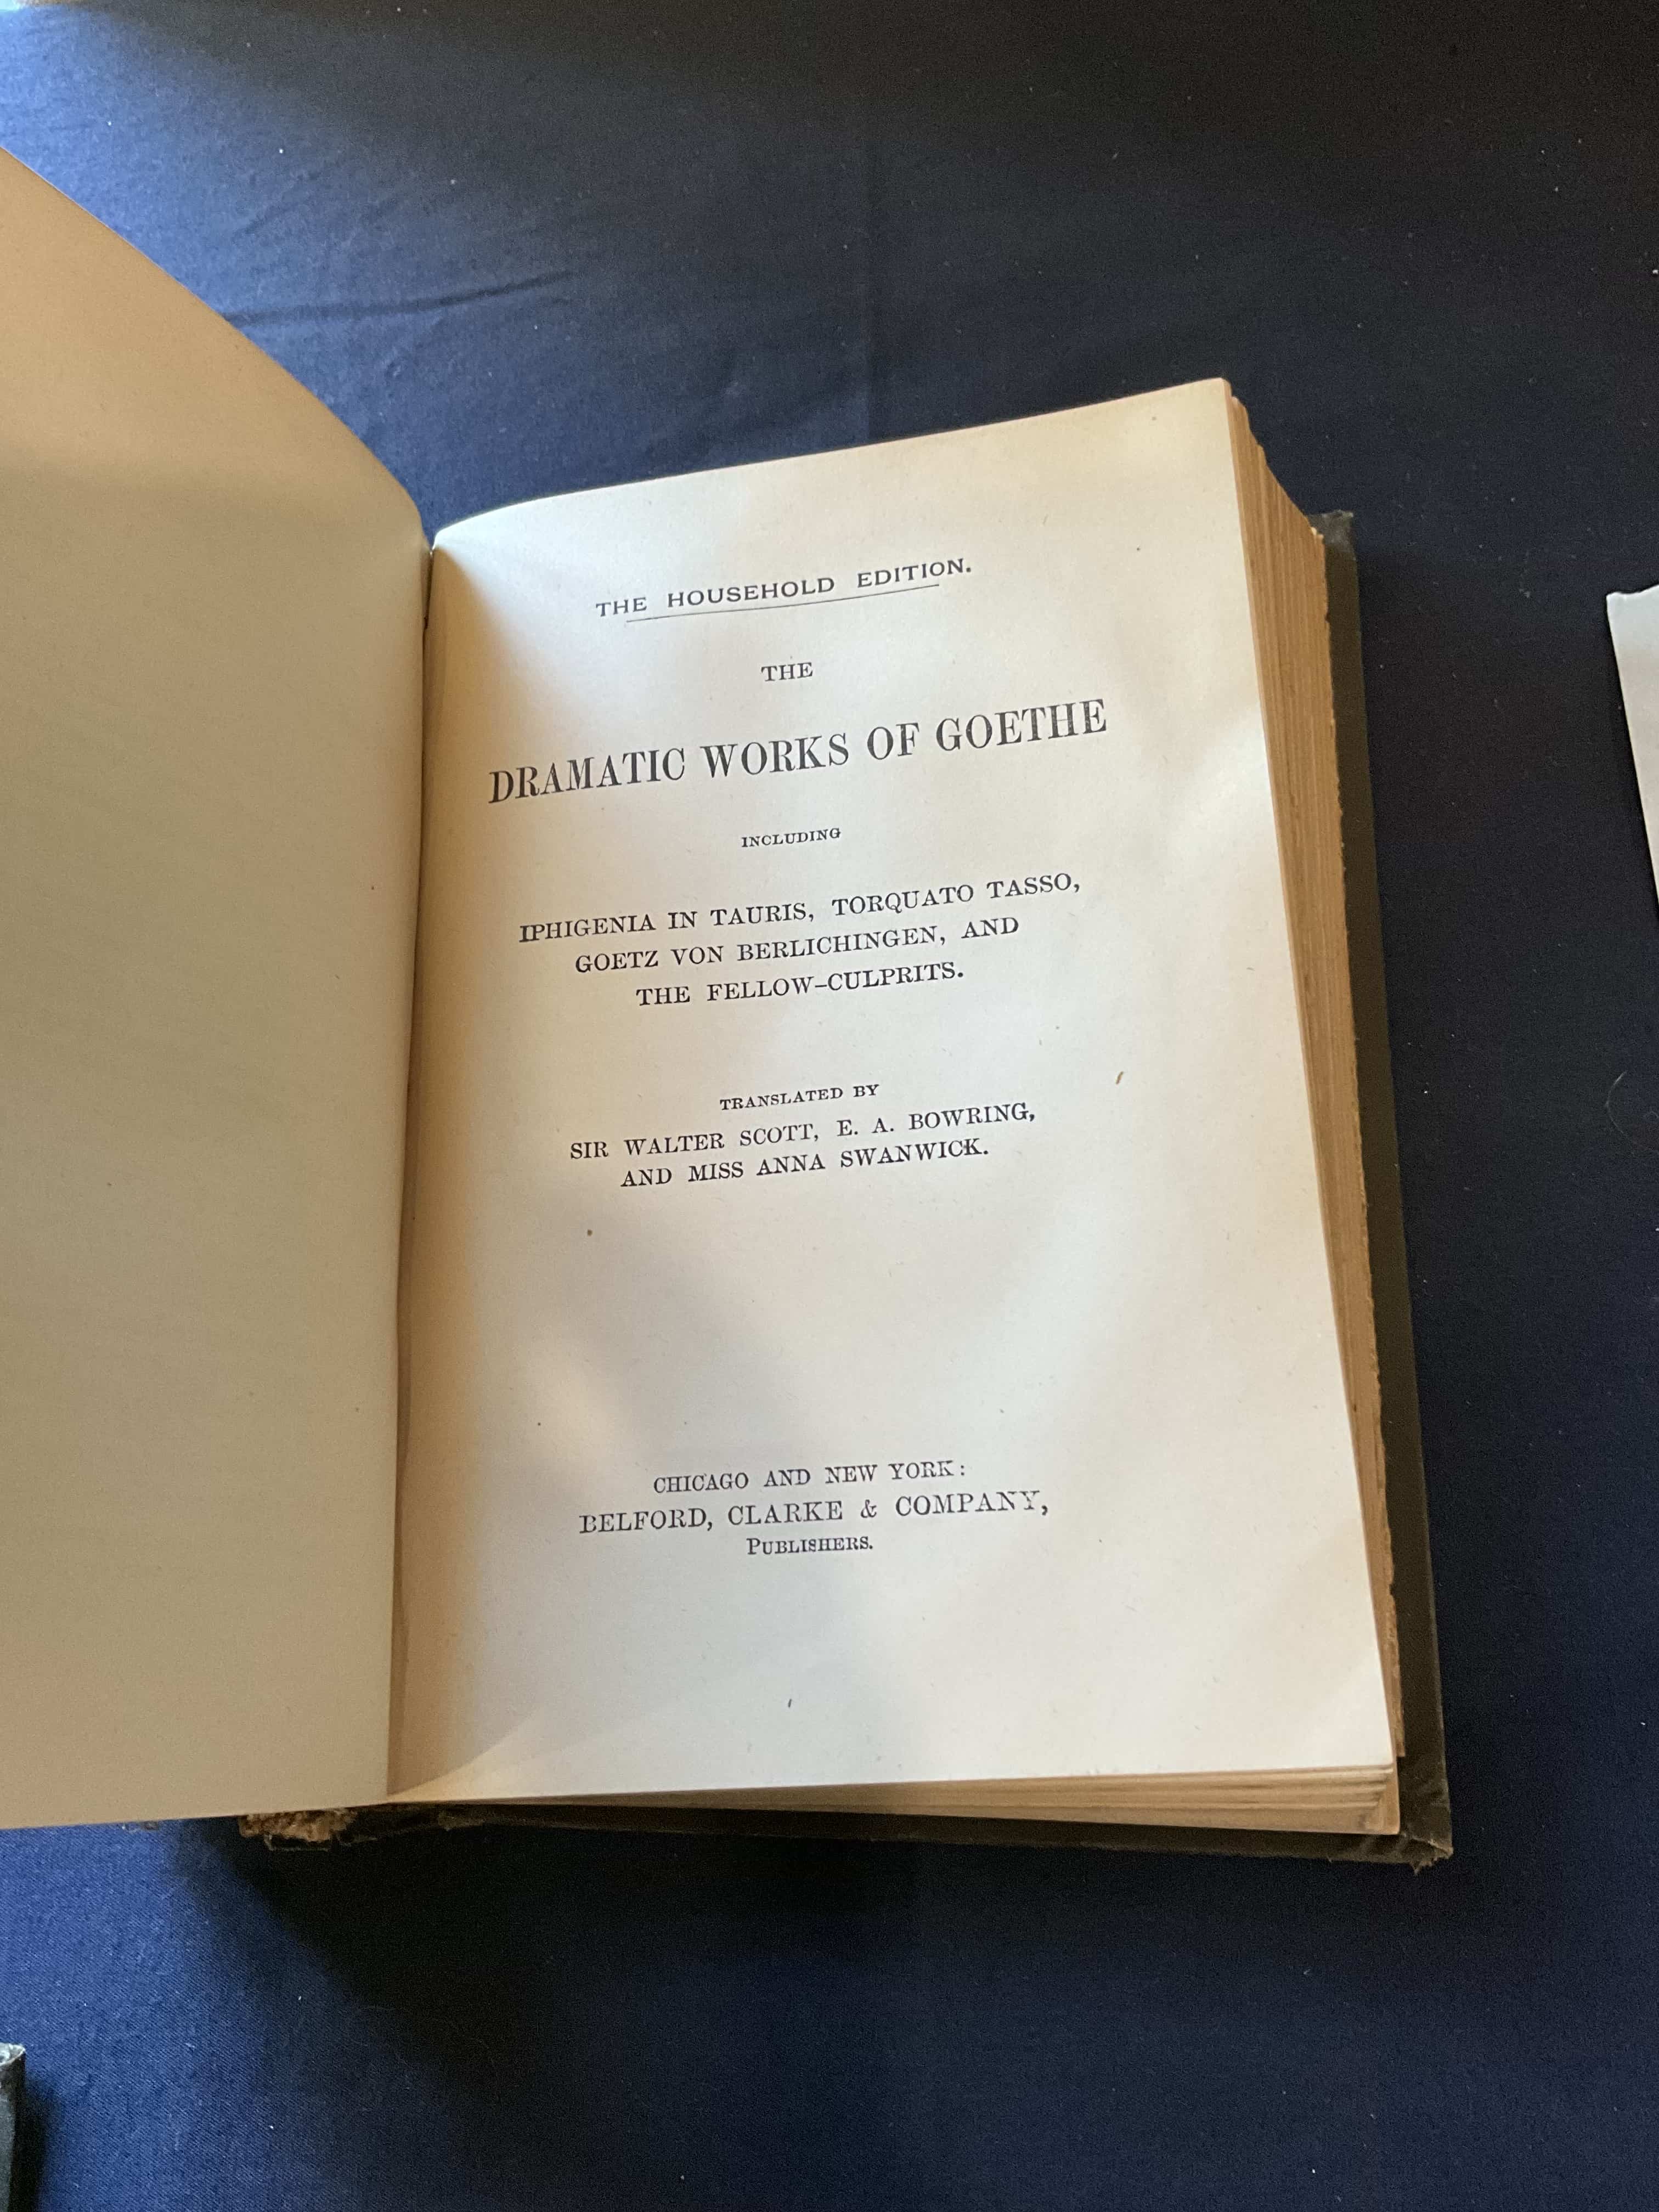 THE HOUSEHOLD EDITION.
THE
DRAMATIC WORKS OF GOETHE
INCLUDING
IPHIGENIA IN TAURIS, TORQUATO TASSO,
GOETZ VON BERLICHINGEN, AND
THE FELLOW-CULPRITS.
TRANSLATED BY
SIR WALTER SCOTT, E. A. BOWRING,
AND MISS ANNA SWANWICK.
CHICAGO AND NEW YORK:
BELFORD, CLARKE & COMPANY,
PUBLISHERS.